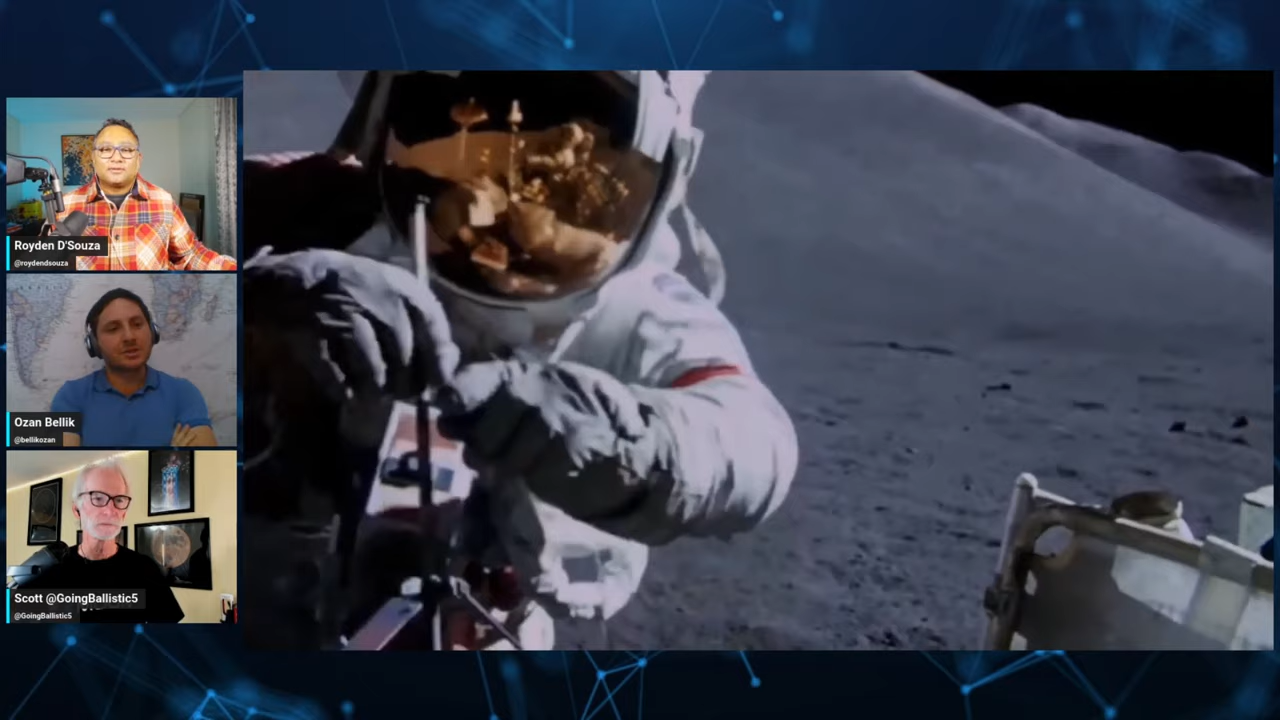 Royden D'Souza
@roydendsouza
Ozan Bellik
@bellikozan
Scott @GoingBallistic5
@GoingBallistic5